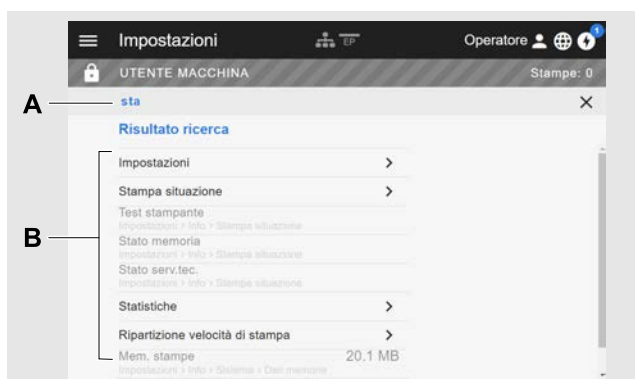 Impostazioni EP Operatore 1
UTENTE MACCHINA Stampe: 0
A sta
Risultato ricerca
Impostazioni
Stampa situazione
Test stampante
Impostazioni > Info > Stampa situazione
B
Stato memoria
Impostazioni > Info > Stampa situazione
Stato serv.tec.
Impostazioni > Info > Stampa situazione
Statistiche
Ripartizione velocità di stampa
Mem. stampe 20.1 MB
Impostazioni > Info > Sistema > Dati memoria